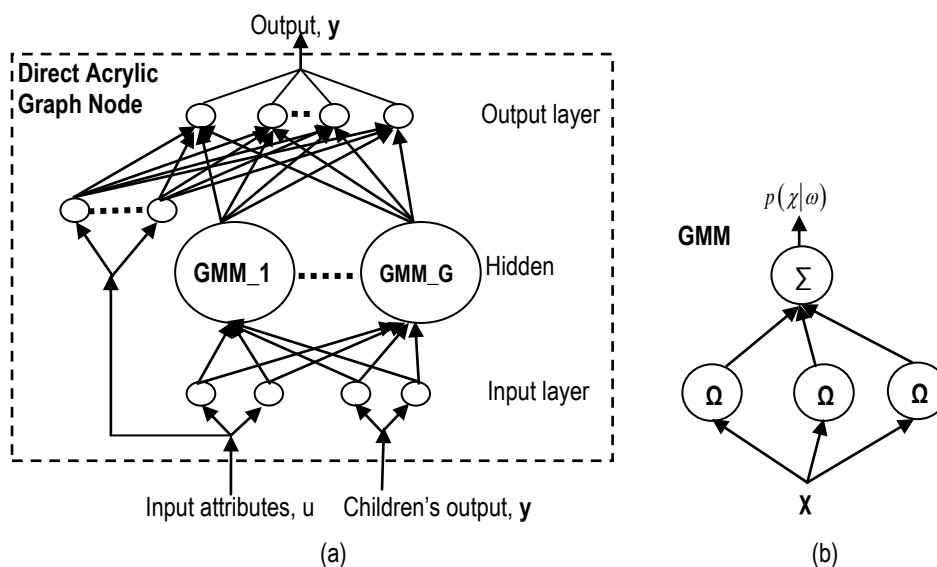 Output, y
Direct Acrylic
Graph Node
Output layer
GMM_1
GMM_G
Hidden
Input layer
Input attributes, u
Children's output, y
(a)
p(χ|ω)
GMM
Σ
Ω
Ω
Ω
X
(b)